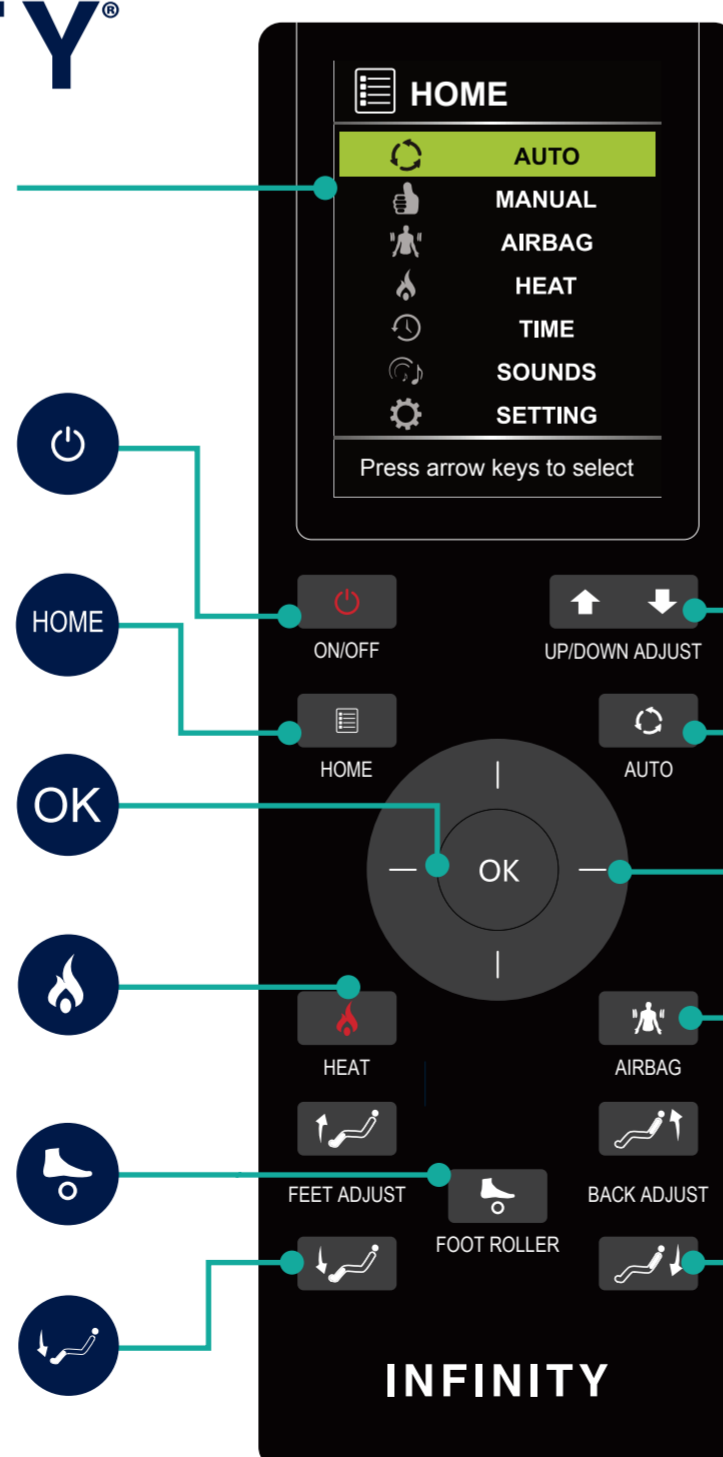 TY®
HOME
AUTO
MANUAL
AIRBAG
HEAT
TIME
SOUNDS
SETTING
Press arrow keys to select
ON/OFF
UP/DOWN ADJUST
HOME
HOME
AUTO
OK
OK
HEAT
AIRBAG
FEET ADJUST
BACK ADJUST
FOOT ROLLER
INFINITY